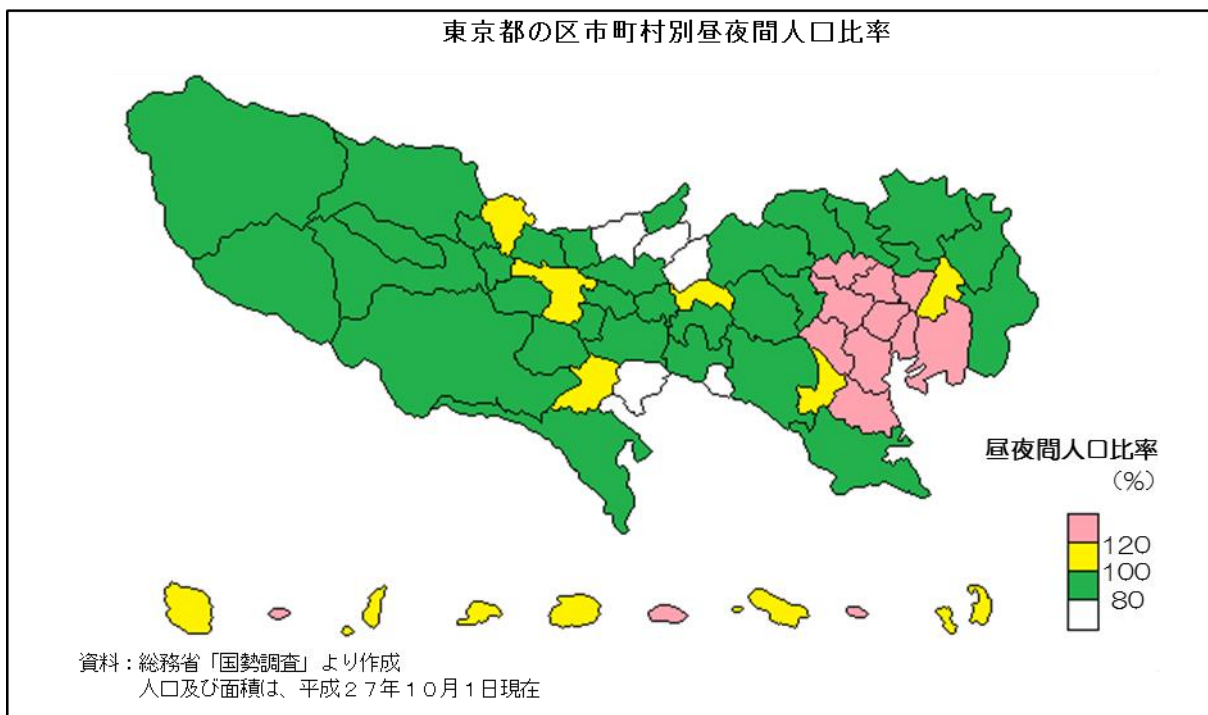 東京都の区市町村別昼夜間人口比率
昼夜間人口比率
（％）
１２０
１００
８０
資料：総務省「国勢調査」より作成
人口及び面積は、平成２７年１０月１日現在